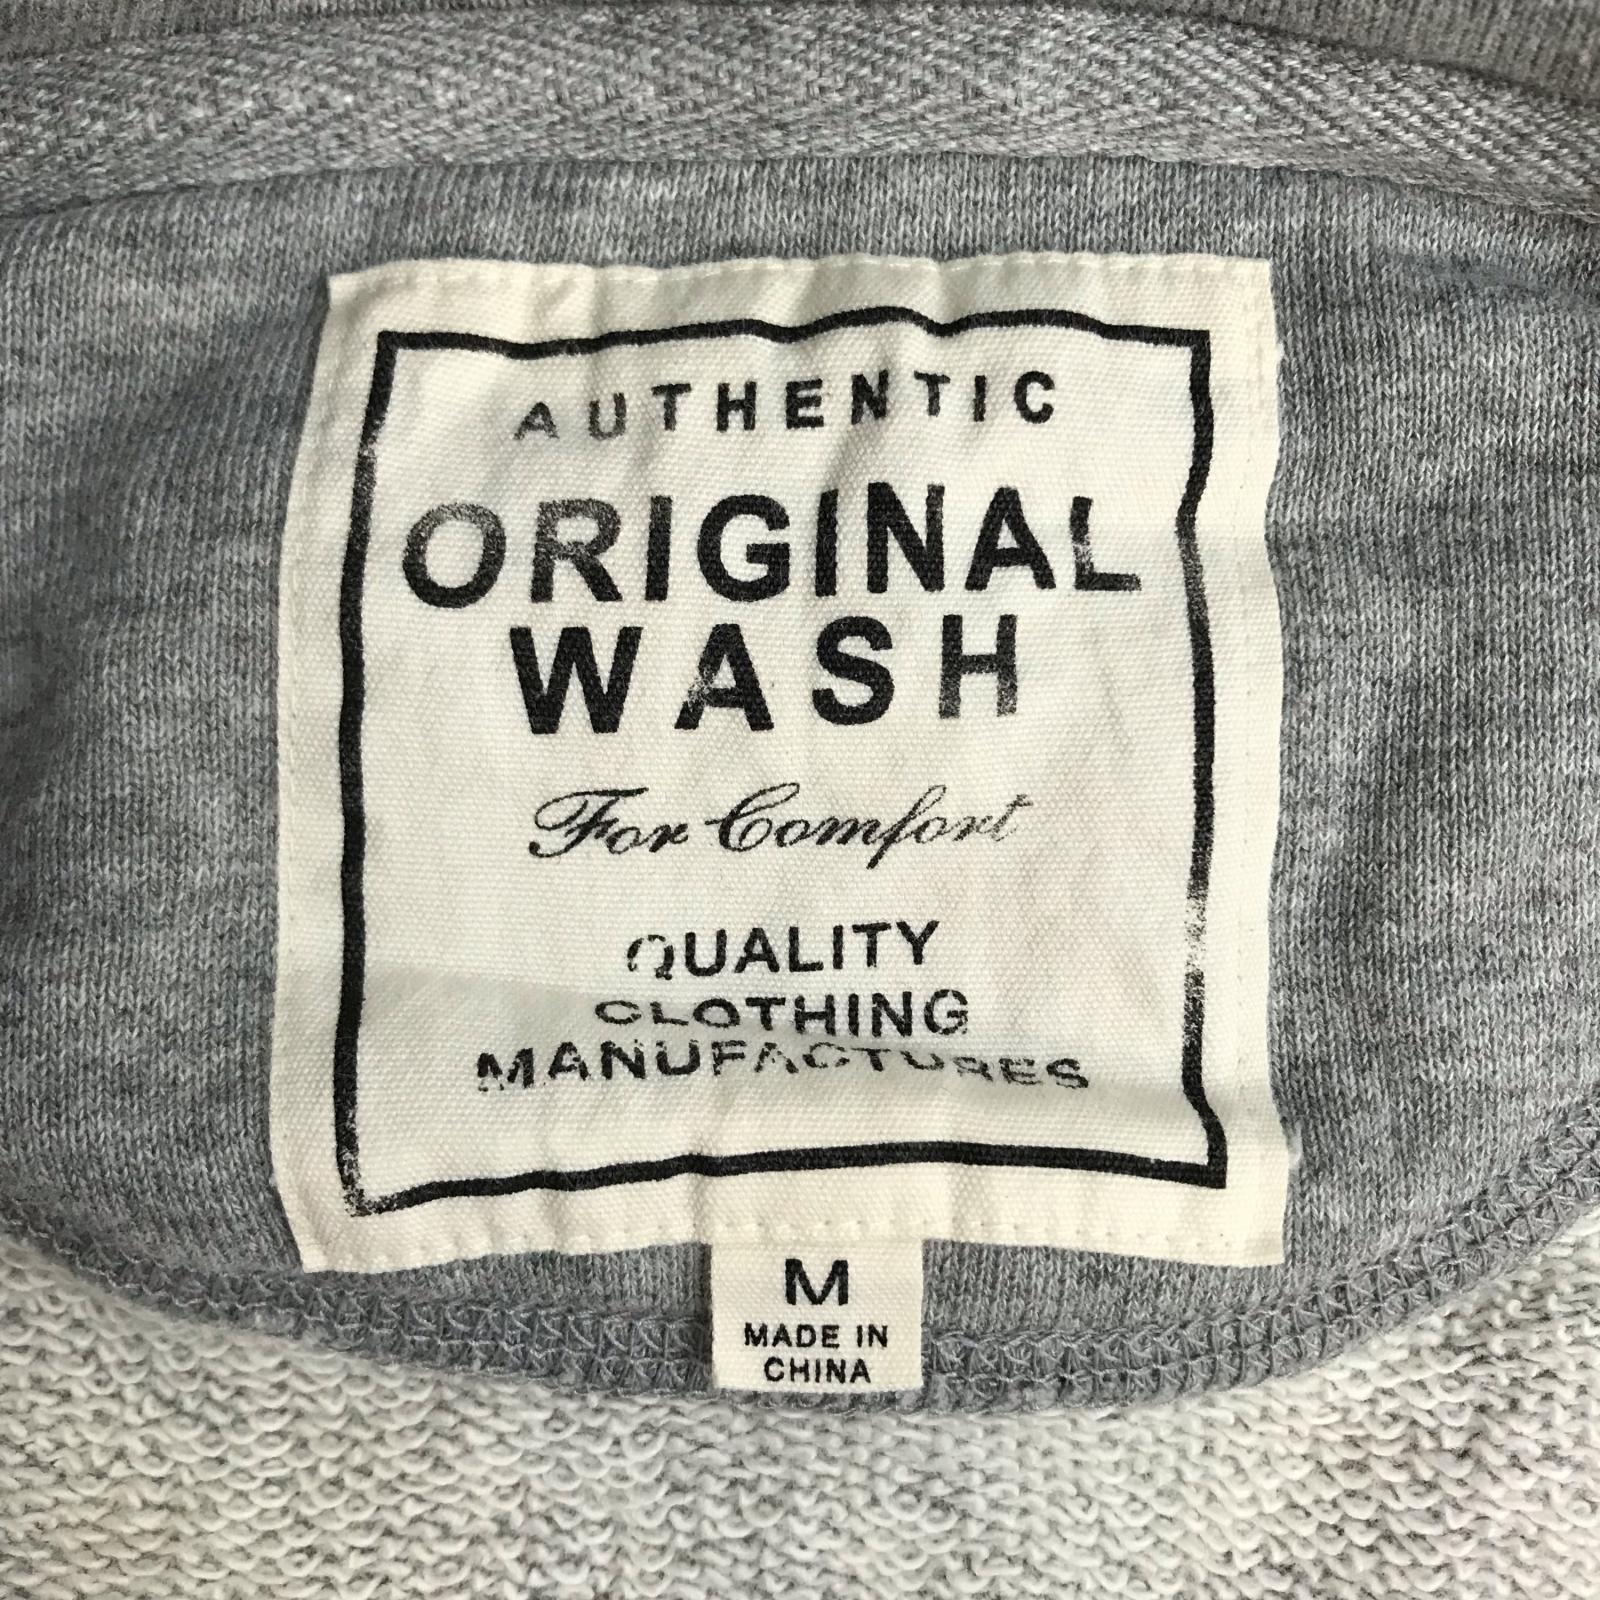 AUTHENTIC
ORIGINAL
WASH
For Comfort
QUALITY
CLOTHING
MANUFACTURES
M
MADE IN
CHINA